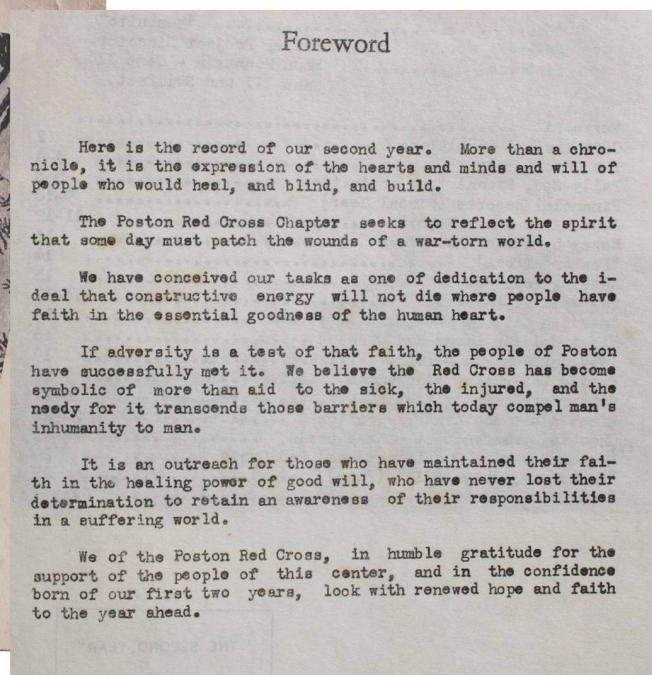 Foreword
Here is the record of our second year. More than a chro-
nicle, it is the expression of the hearts and minds and will of
people who would heal, and blind, and build.
The Poston Red Cross Chapter seeks to reflect the spirit
that some day must patch the wounds of a war-torn world.
We have conceived our tasks as one of dedication to the i-
deal that constructive energy will not die where people have
faith in the essential goodness of the human heart.
If adversity is a test of that faith, the people of Poston
have successfully met it. We believe the Red Cross has become
symbolic of more than aid to the sick, the injured, and the
needy for it transcends those barriers which today compel man's
inhumanity to man.
It is an outreach for those who have maintained their fai-
th in the healing power of good will, who have never lost their
determination to retain an awareness of their responsibilities
in a suffering world.
We of the Poston Red Cross, in humble gratitude for the
support of the people of this center, and in the confidence
born of our first two years, look with renewed hope and faith
to the year ahead.
"THE SECOND YEAR"